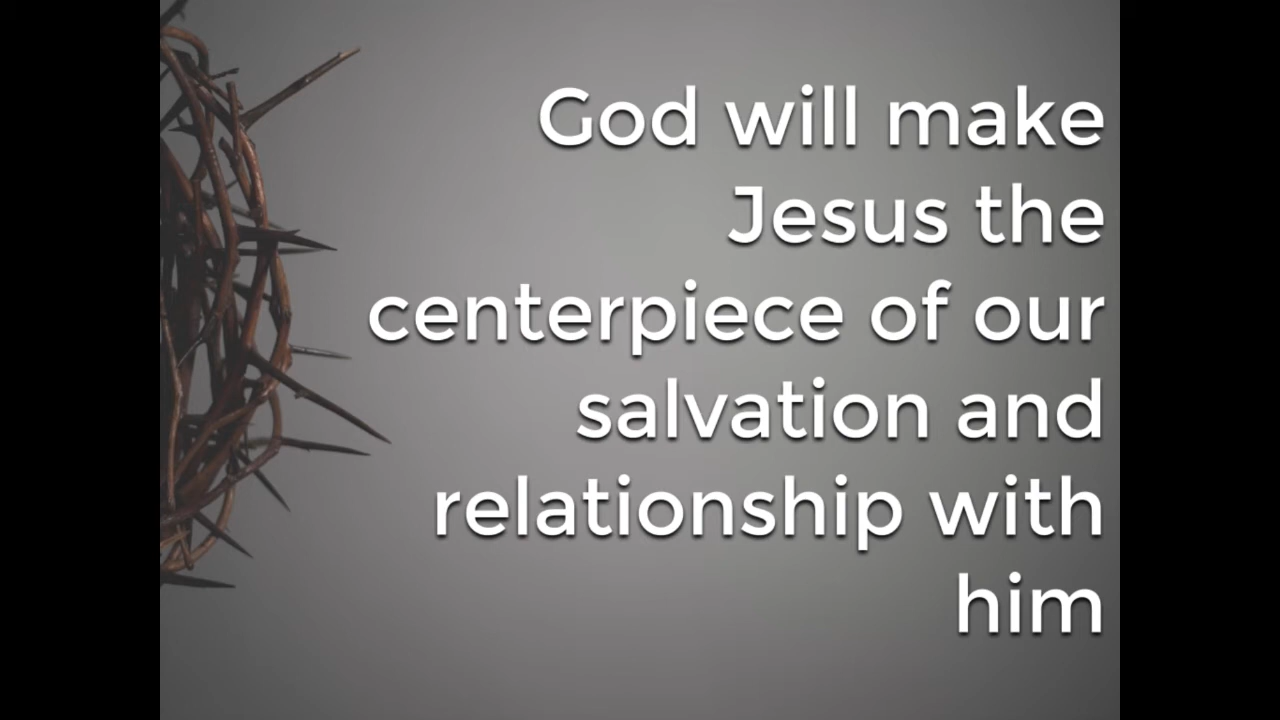 God will make
Jesus the
centerpiece of our
salvation and
relationship with
him